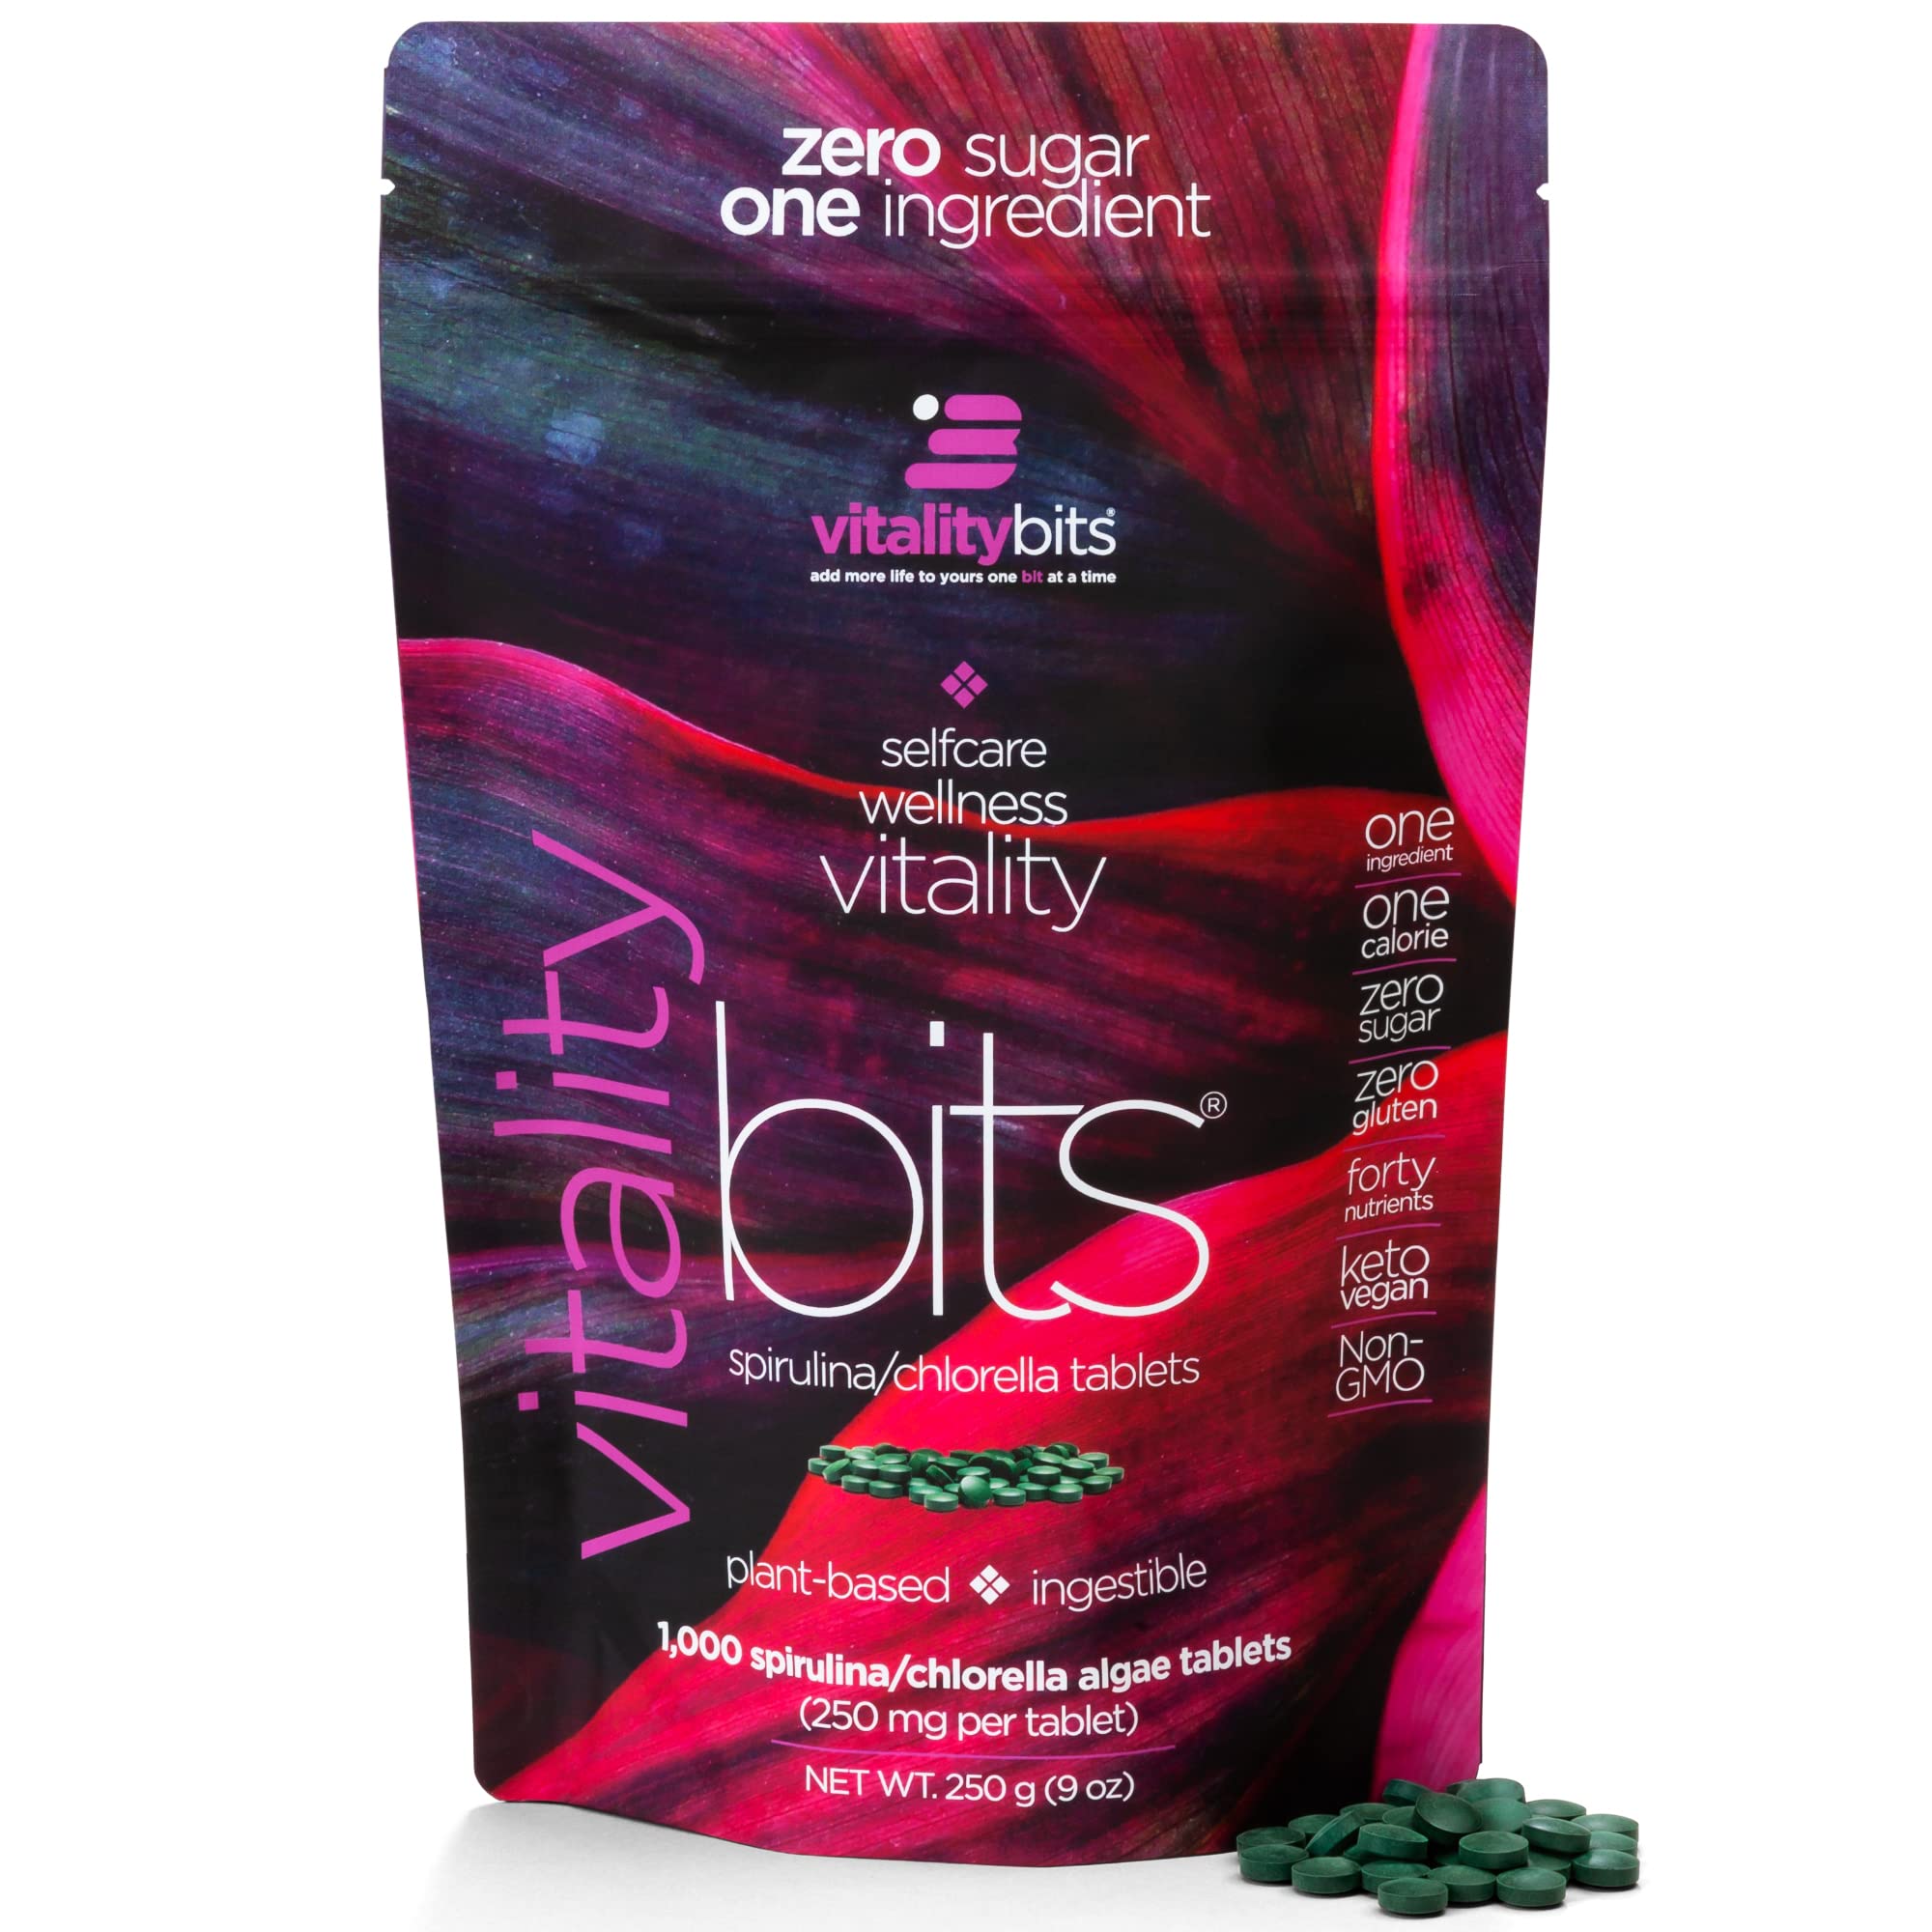 zero sugar
one ingredient
vitalitybits®
add more life to yours one bit at a time
selfcare
wellness
vitality
vitality
bits®
spirulina/chlorella tablets
plant-based ingestible
1,000 spirulina/chlorella algae tablets
(250 mg per tablet)
NET WT. 250 g (9 oz)
one
ingredient
one
calorie
zero
sugar
zero
gluten
forty
nutrients
keto
vegan
Non-
GMO